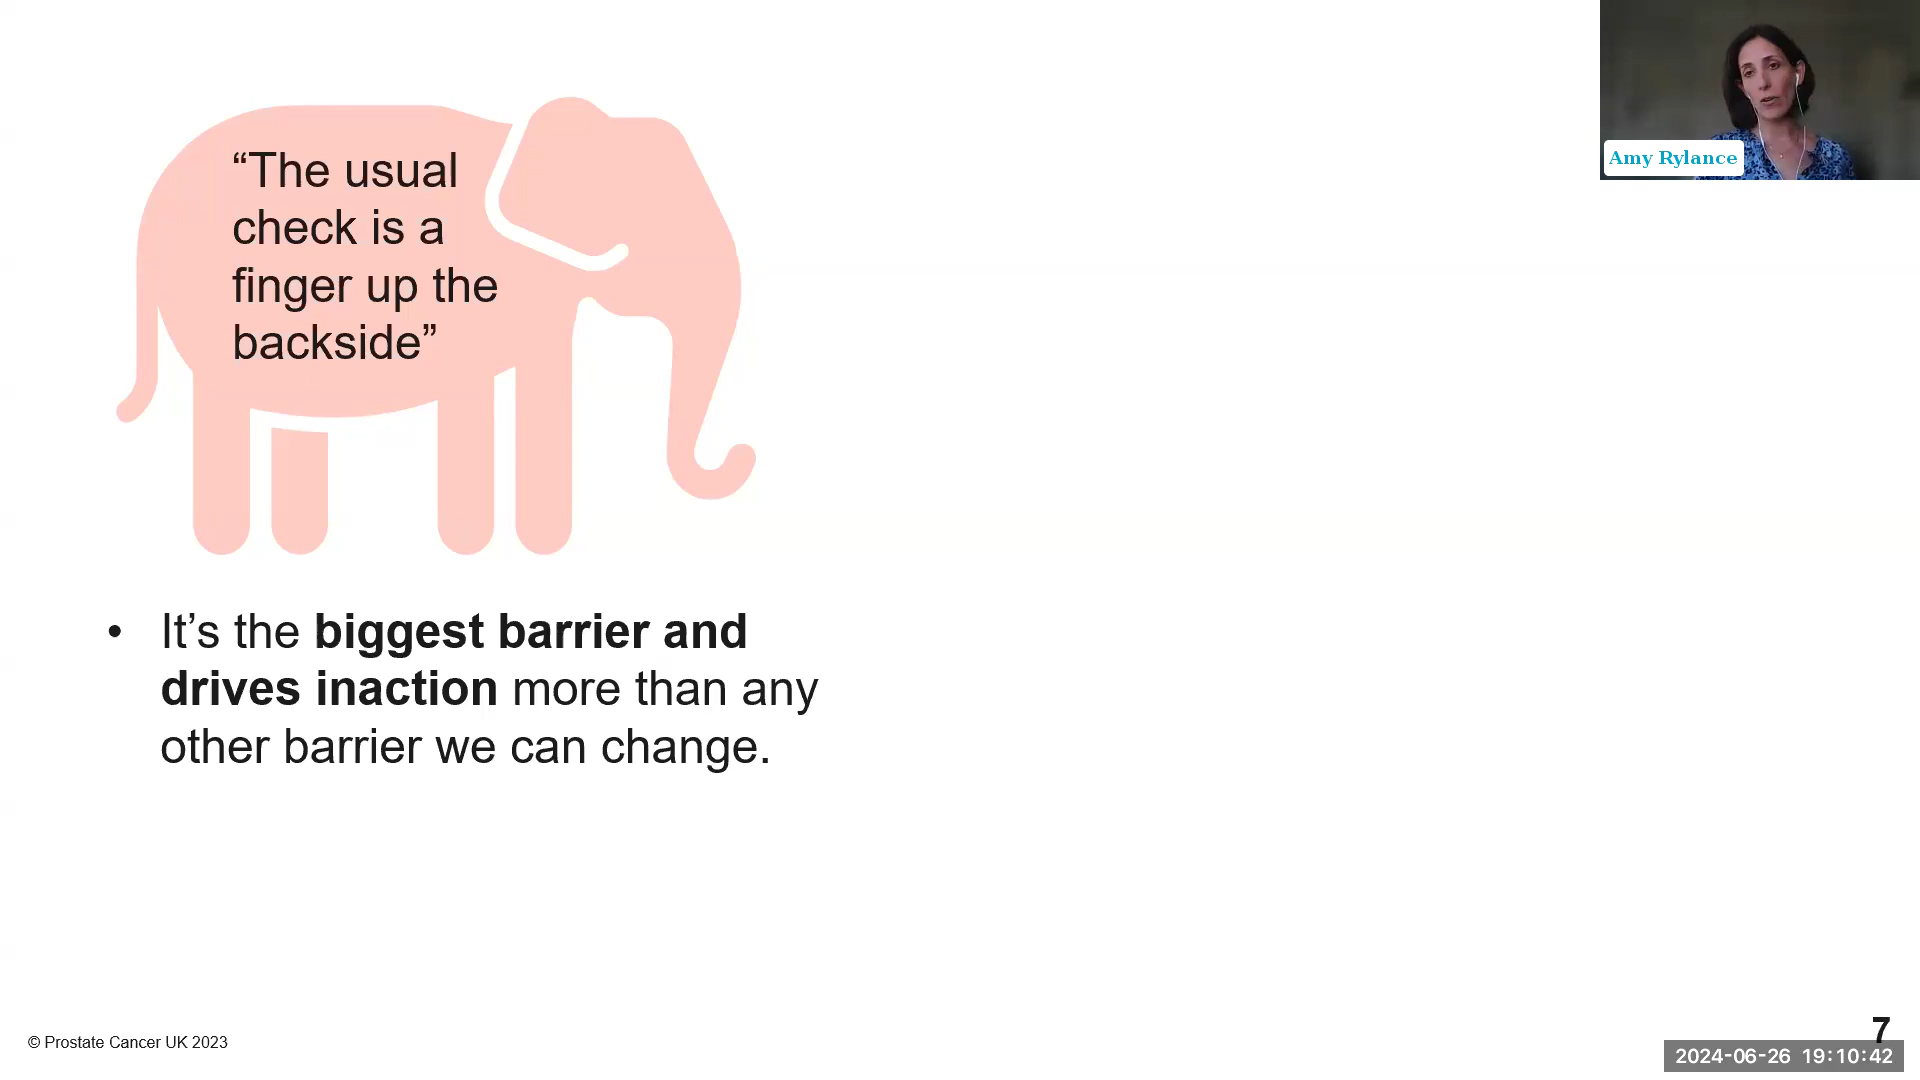 “The usual
check is a
finger up the
backside”
Amy Rylance
• It’s the biggest barrier and
drives inaction more than any
other barrier we can change.
© Prostate Cancer UK 2023
7
2024-06-26 19:10:42